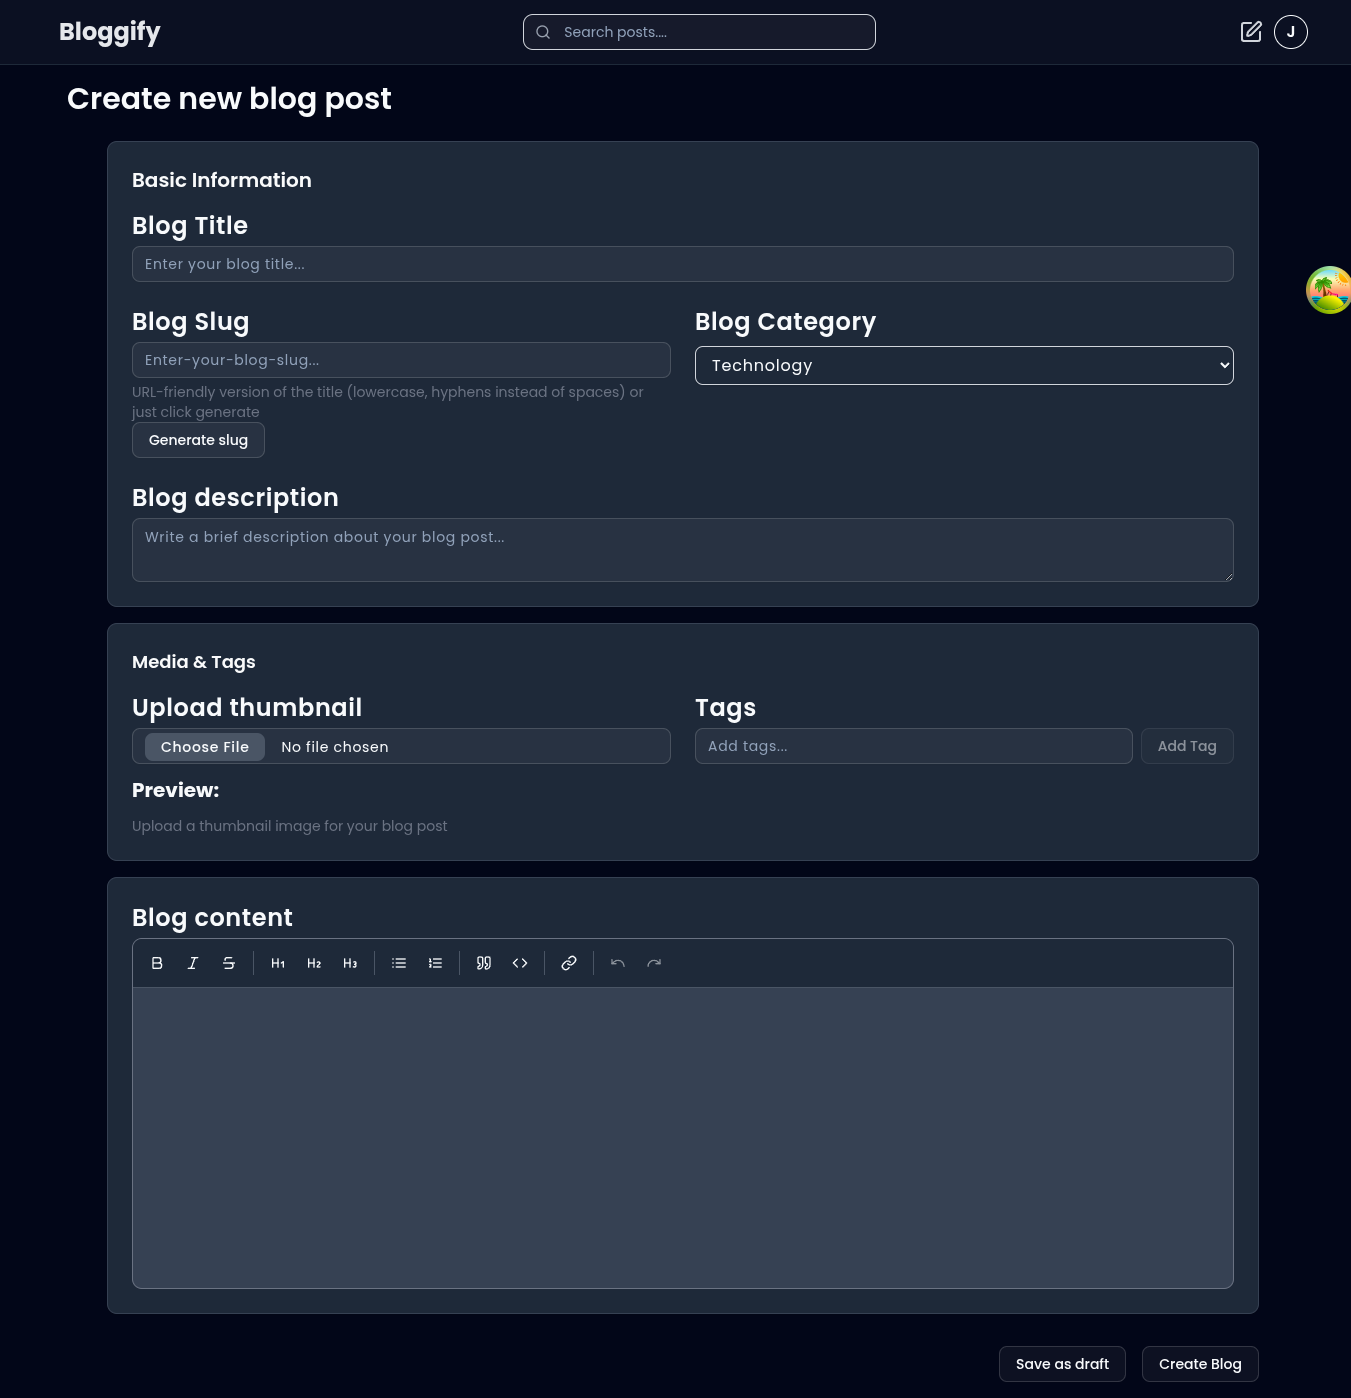 Bloggify
Search posts....
J
Create new blog post
Basic Information
Blog Title
Enter your blog title...
Blog Slug
Enter-your-blog-slug...
URL-friendly version of the title (lowercase, hyphens instead of spaces) or
just click generate
Generate slug
Blog Category
Technology
Blog description
Write a brief description about your blog post...
Media & Tags
Upload thumbnail
Choose File No file chosen
Preview:
Upload a thumbnail image for your blog post
Tags
Add tags...
Add Tag
Blog content
B I S H1 H2 H3
Save as draft
Create Blog